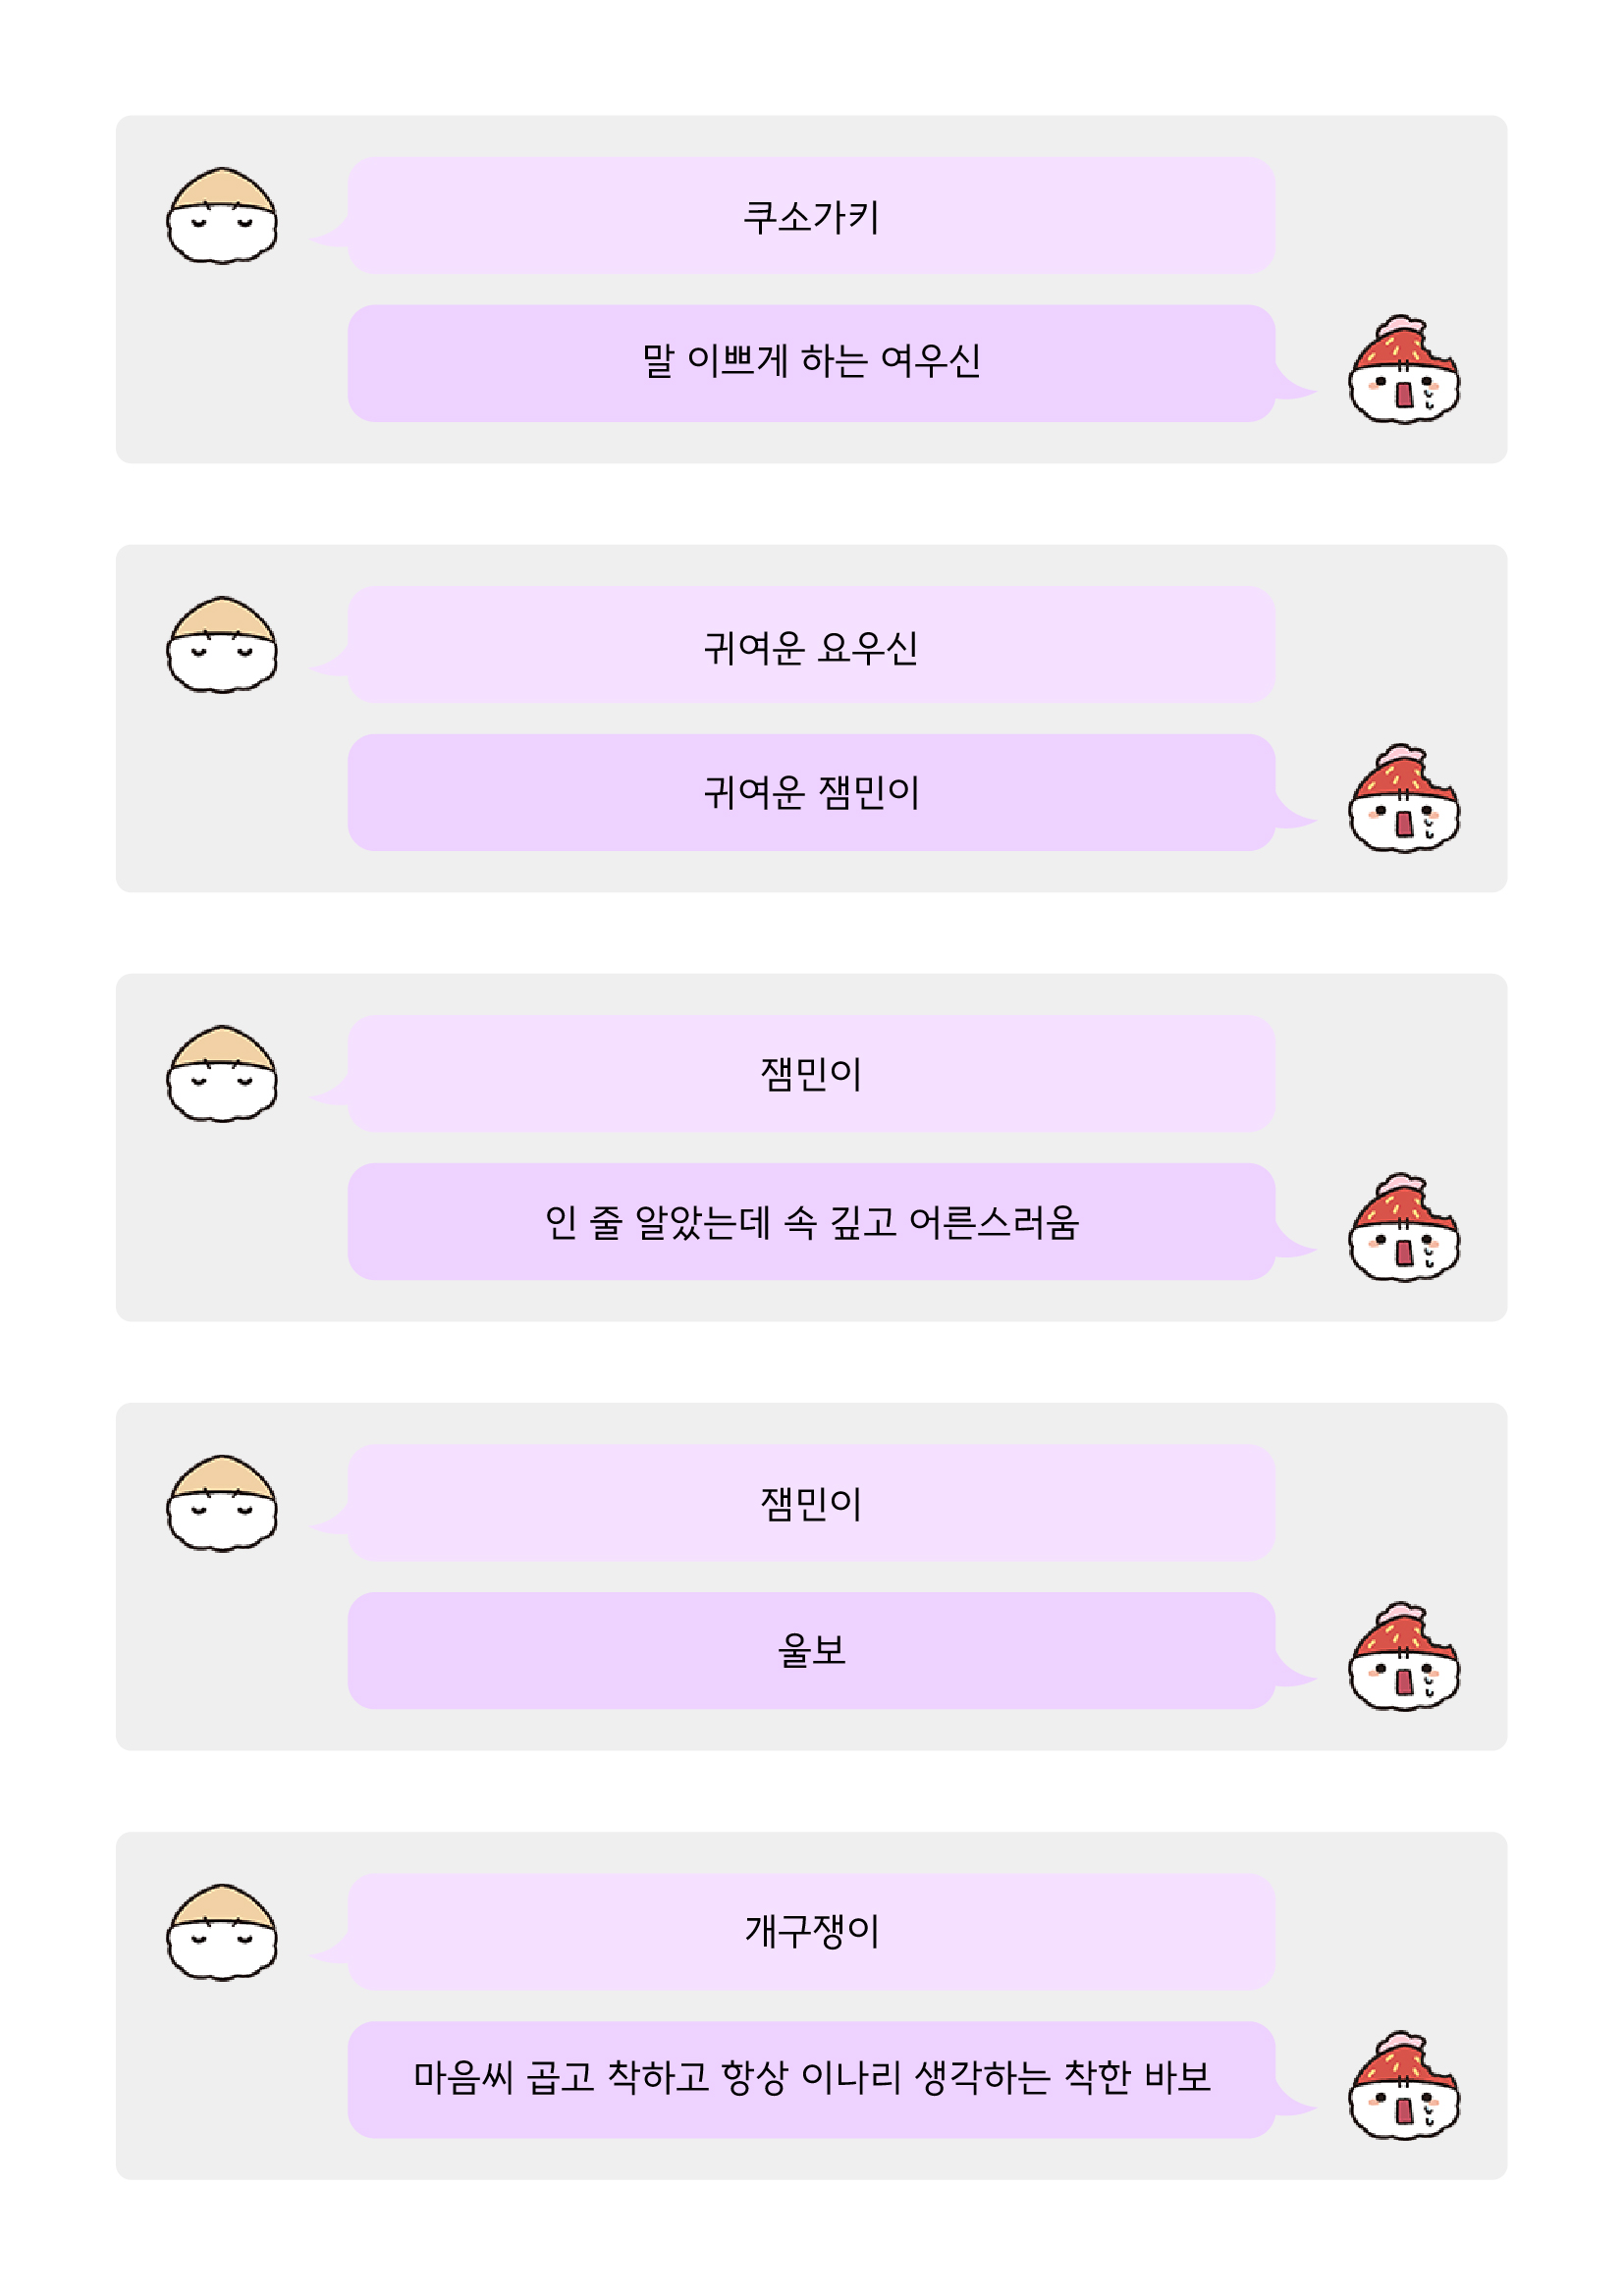 쿠소가키
말 이쁘게 하는 여우신
귀여운 요우신
귀여운 잼민이
잼민이
인 줄 알았는데 속 깊고 어른스러움
잼민이
울보
개구쟁이
마음씨 곱고 착하고 항상 이나리 생각하는 착한 바보